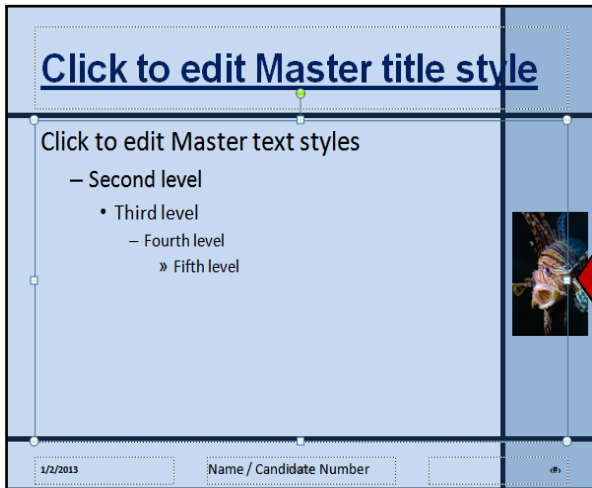 Click to edit Master title style
Click to edit Master text styles
– Second level
• Third level
– Fourth level
» Fifth level
1/2/2013
Name / Candidate Number